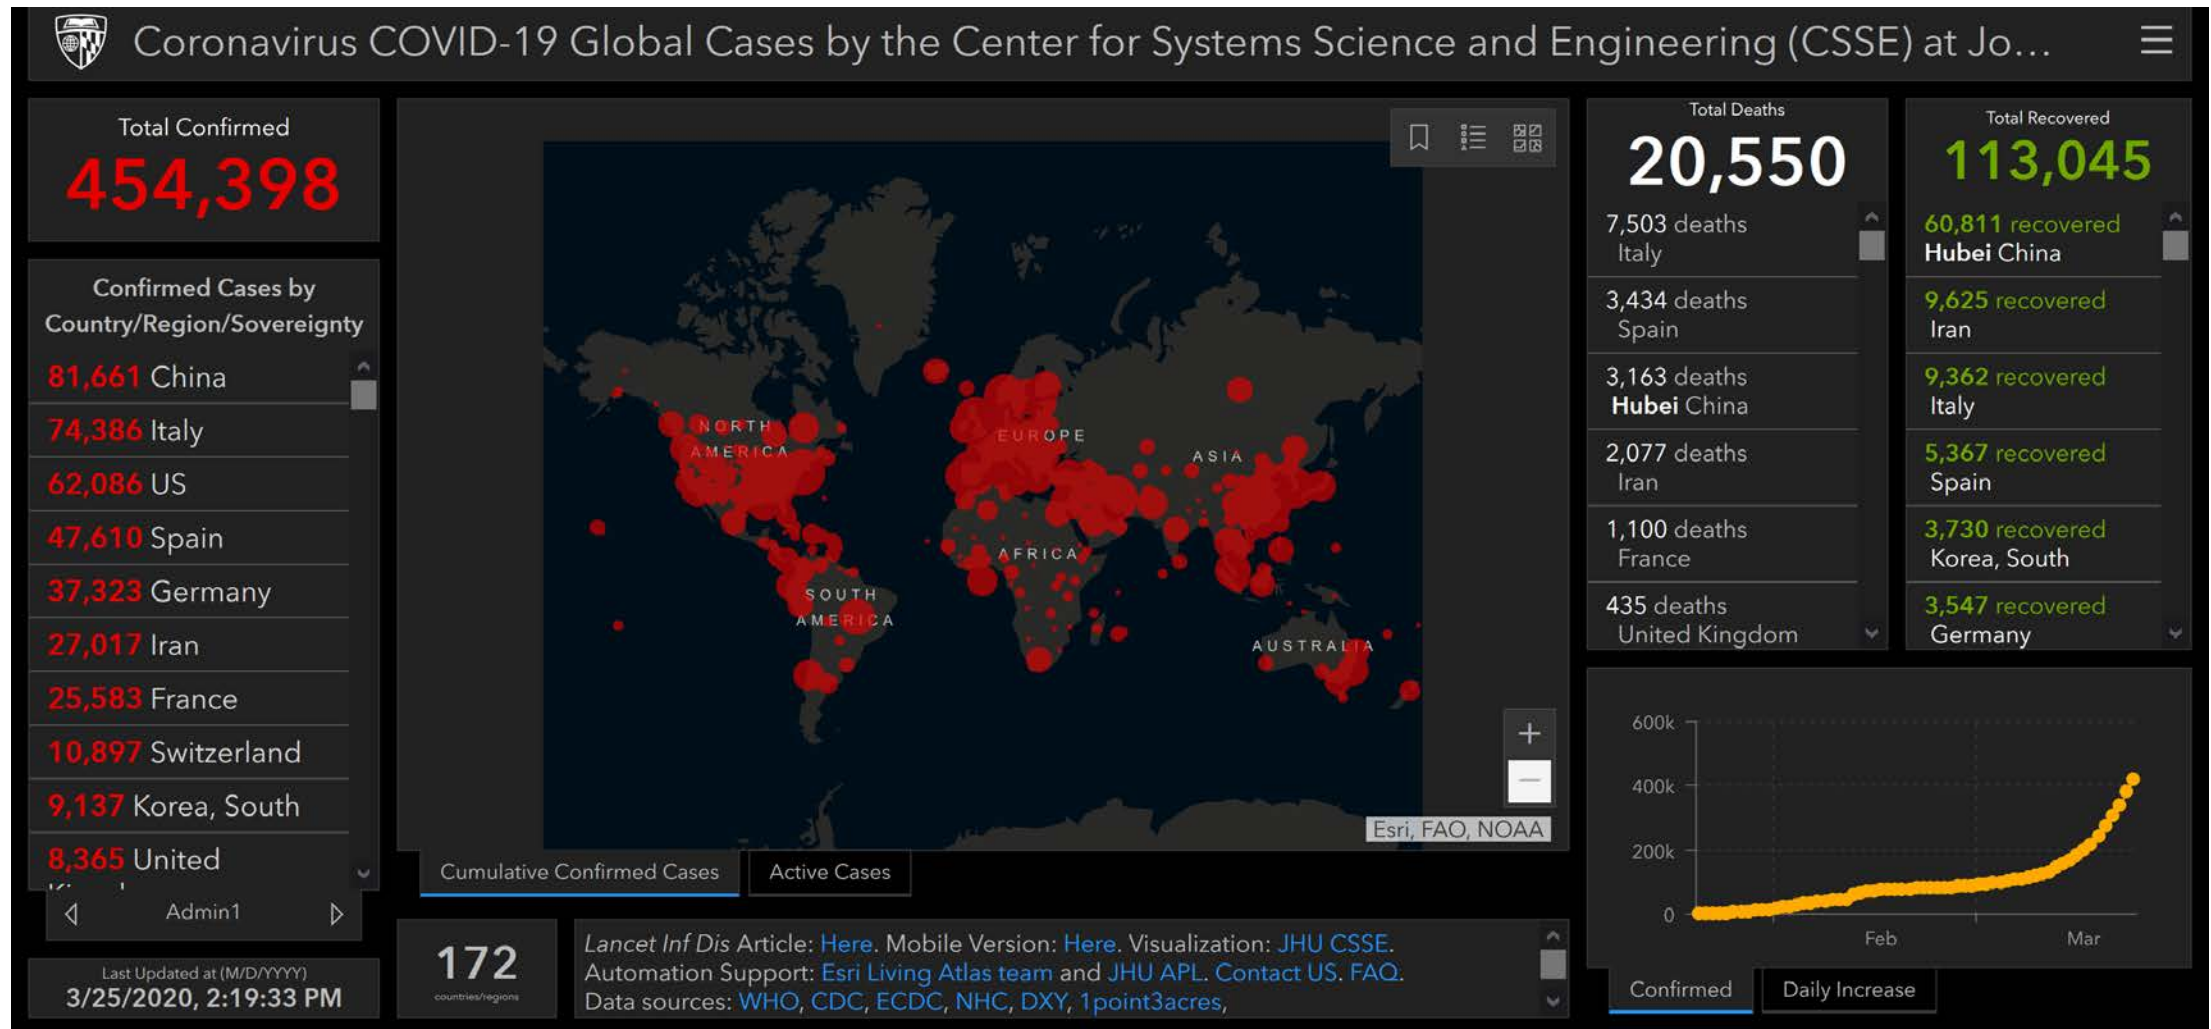 Coronavirus COVID-19 Global Cases by the Center for Systems Science and Engineering (CSSE) at Jo...
Total Confirmed
454,398
Confirmed Cases by
Country/Region/Sovereignty
81,661 China
74,386 Italy
62,086 US
47,610 Spain
37,323 Germany
27,017 Iran
25,583 France
10,897 Switzerland
9,137 Korea, South
8,365 United
Admin1
Last Updated at (M/D/YYYY)
3/25/2020, 2:19:33 PM
NORTH
AMERICA
EUROPE
ASIA
AFRICA
SOUTH
AMERICA
AUSTRALIA
Esri, FAO, NOAA
Cumulative Confirmed Cases
Active Cases
172
countries/regions
Lancet Inf Dis Article: Here. Mobile Version: Here. Visualization: JHU CSSE.
Automation Support: Esri Living Atlas team and JHU APL. Contact US. FAQ.
Data sources: WHO, CDC, ECDC, NHC, DXY, 1point3acres,
Total Deaths
20,550
7,503 deaths
Italy
3,434 deaths
Spain
3,163 deaths
Hubei China
2,077 deaths
Iran
1,100 deaths
France
435 deaths
United Kingdom
Total Recovered
113,045
60,811 recovered
Hubei China
9,625 recovered
Iran
9,362 recovered
Italy
5,367 recovered
Spain
3,730 recovered
Korea, South
3,547 recovered
Germany
600k
400k
200k
0
Feb
Mar
Confirmed
Daily Increase